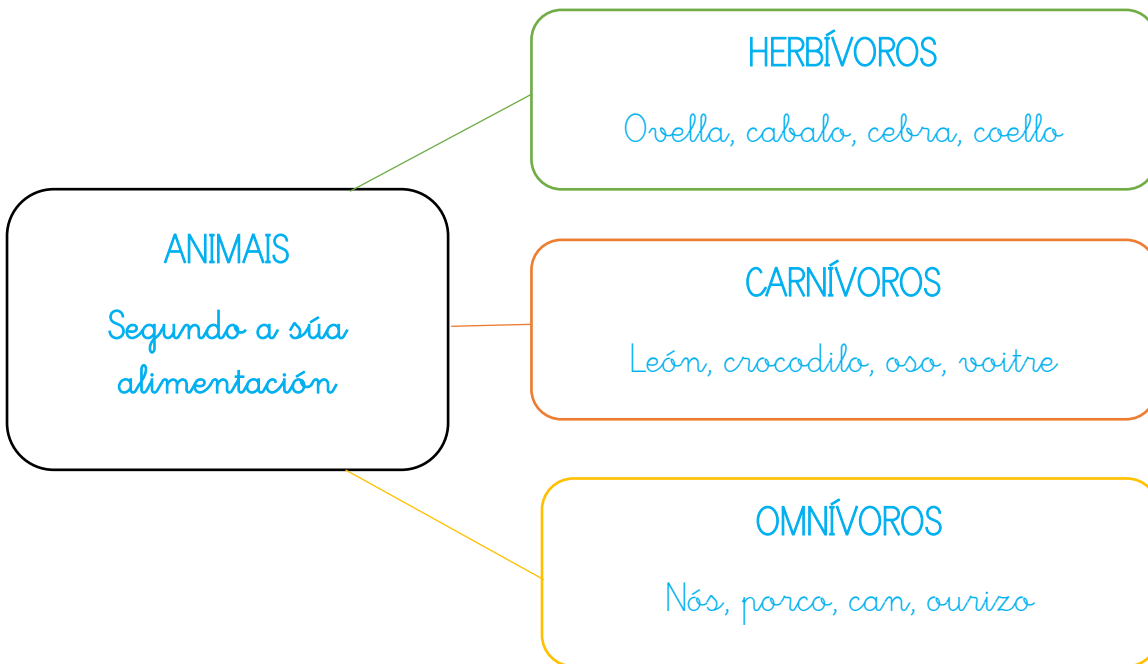 ANIMAIS
Segundo a súa
alimentación
HERBÍVOROS
Ovella, cabalo, cebra, coello
CARNÍVOROS
León, crocodilo, oso, voitre
OMNÍVOROS
Nós, porco, can, ourizo